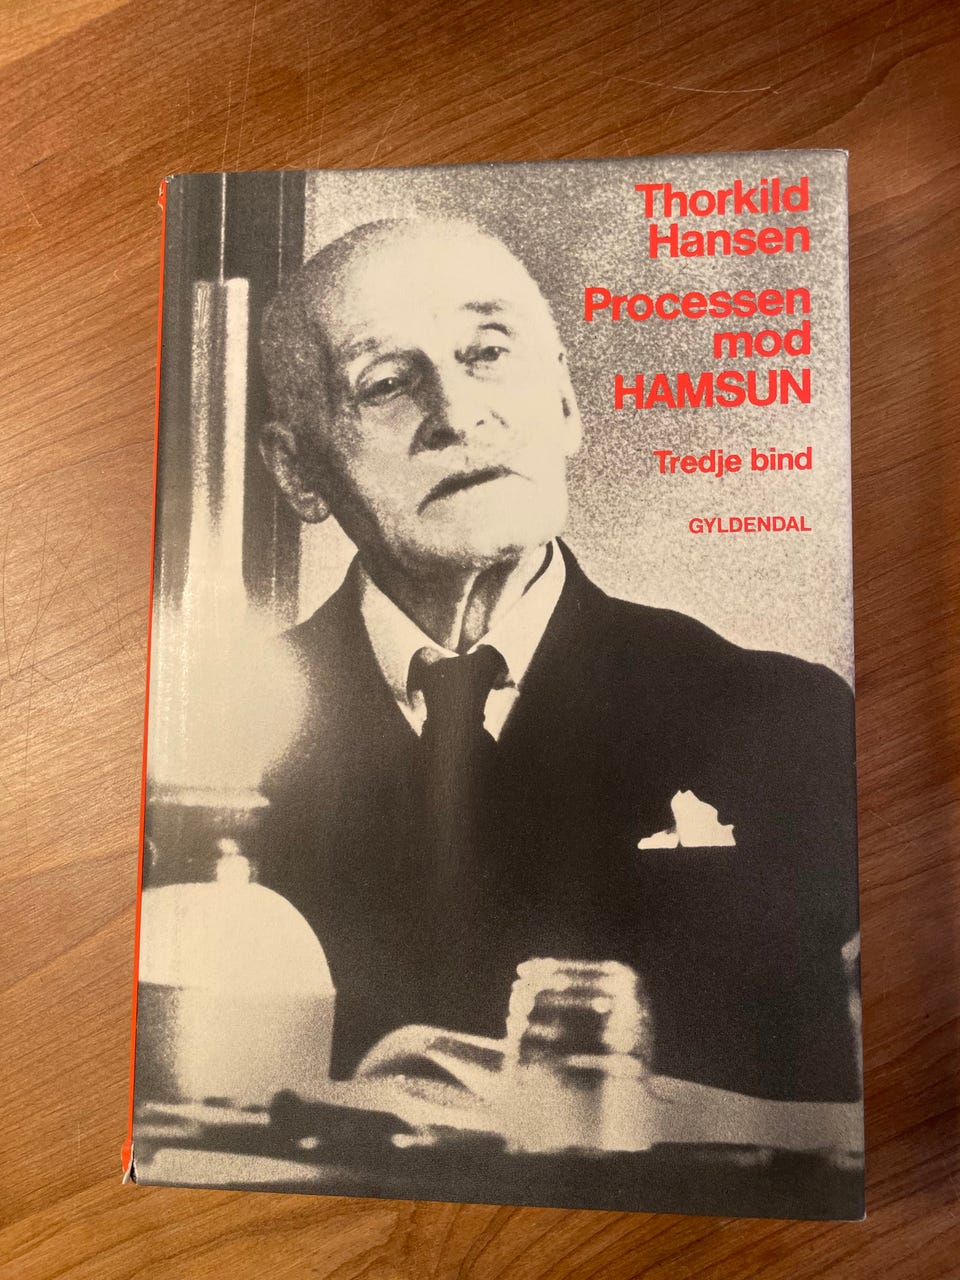 Thorkild
Hansen
Processen
mod
HAMSUN
Tredje bind
GYLDENDAL